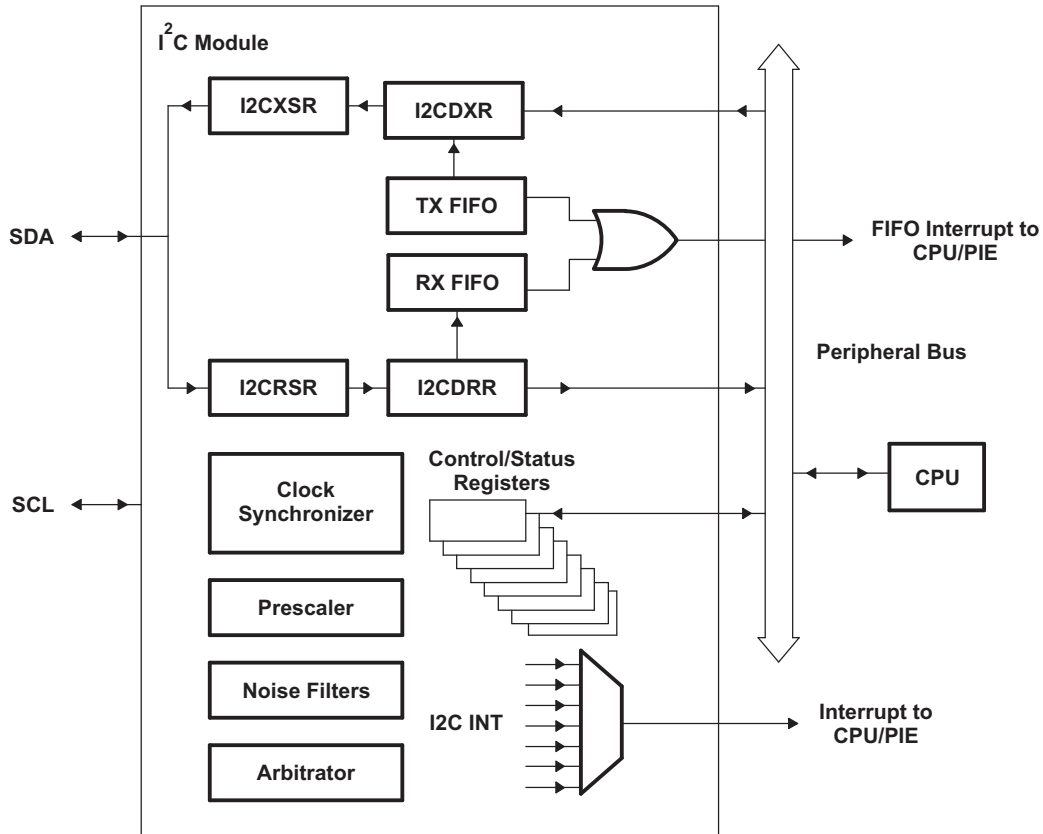 I2C Module
I2CXSR
I2CDXR
TX FIFO
SDA
FIFO Interrupt to
CPU/PIE
RX FIFO
Peripheral Bus
I2CRSR
I2CDRR
Control/Status
Registers
CPU
SCL
Clock
Synchronizer
Prescaler
Noise Filters
I2C INT
Interrupt to
CPU/PIE
Arbitrator